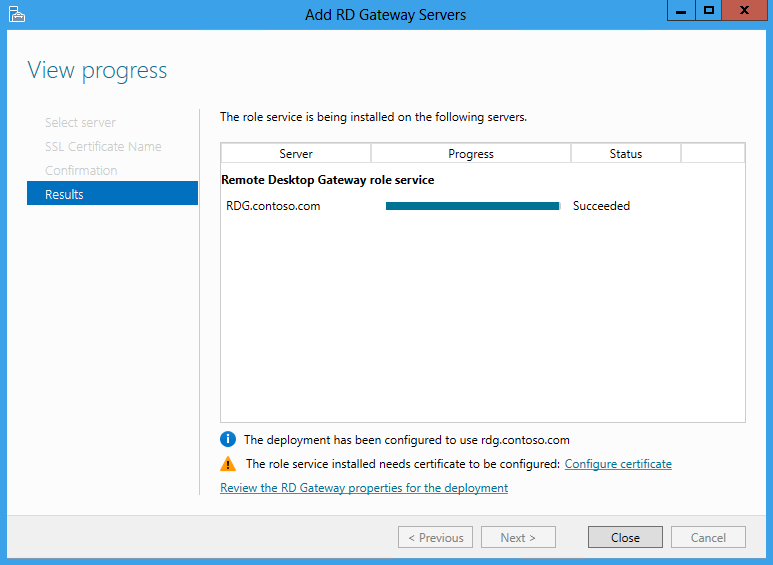 Add RD Gateway Servers
View progress
Select server
SSL Certificate Name
Confirmation
Results
The role service is being installed on the following servers.
Server Progress Status
Remote Desktop Gateway role service
RDG.contoso.com Succeeded
The deployment has been configured to use rdg.contoso.com
The role service installed needs certificate to be configured: Configure certificate
Review the RD Gateway properties for the deployment
< Previous Next > Close Cancel